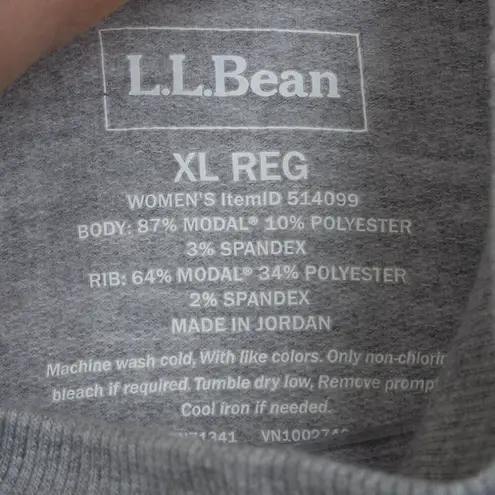 L.L.Bean
XL REG
WOMEN'S ItemID 514099
BODY: 87% MODAL® 10% POLYESTER
3% SPANDEX
RIB: 64% MODAL® 34% POLYESTER
2% SPANDEX
MADE IN JORDAN
Machine wash cold, With like colors. Only non-chlorin
bleach if required. Tumble dry low, Remove prompt
Cool iron if needed.